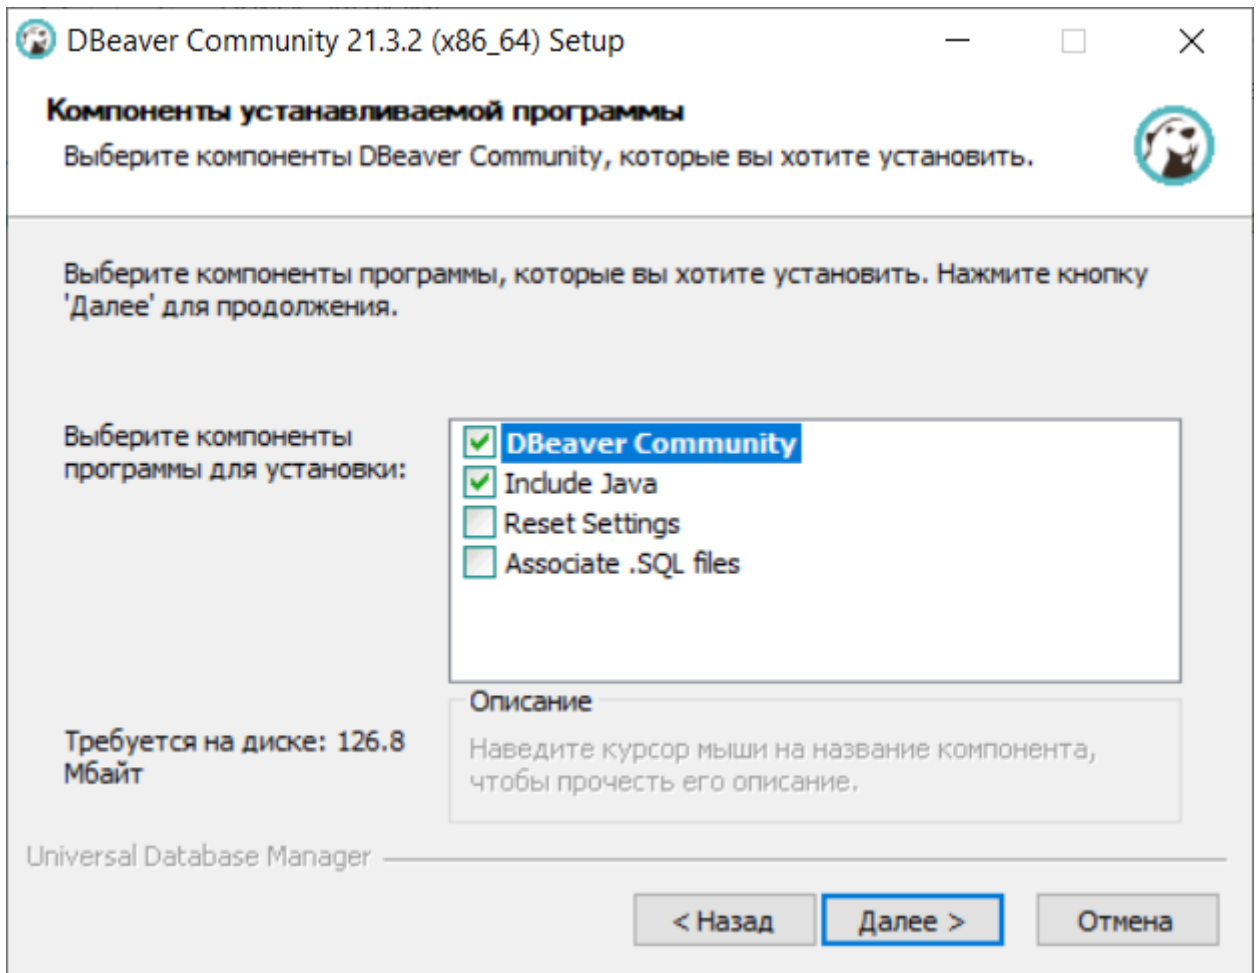 DBeaver Community 21.3.2 (x86_64) Setup
Компоненты устанавливаемой программы
Выберите компоненты DBeaver Community, которые вы хотите установить.
Выберите компоненты программы, которые вы хотите установить. Нажмите кнопку
'Далее' для продолжения.
Выберите компоненты
программы для установки:
DBeaver Community
Include Java
Reset Settings
Associate .SQL files
Требуется на диске: 126.8
Мбайт
Описание
Наведите курсор мыши на название компонента,
чтобы прочесть его описание.
Universal Database Manager
< Назад
Далее >
Отмена